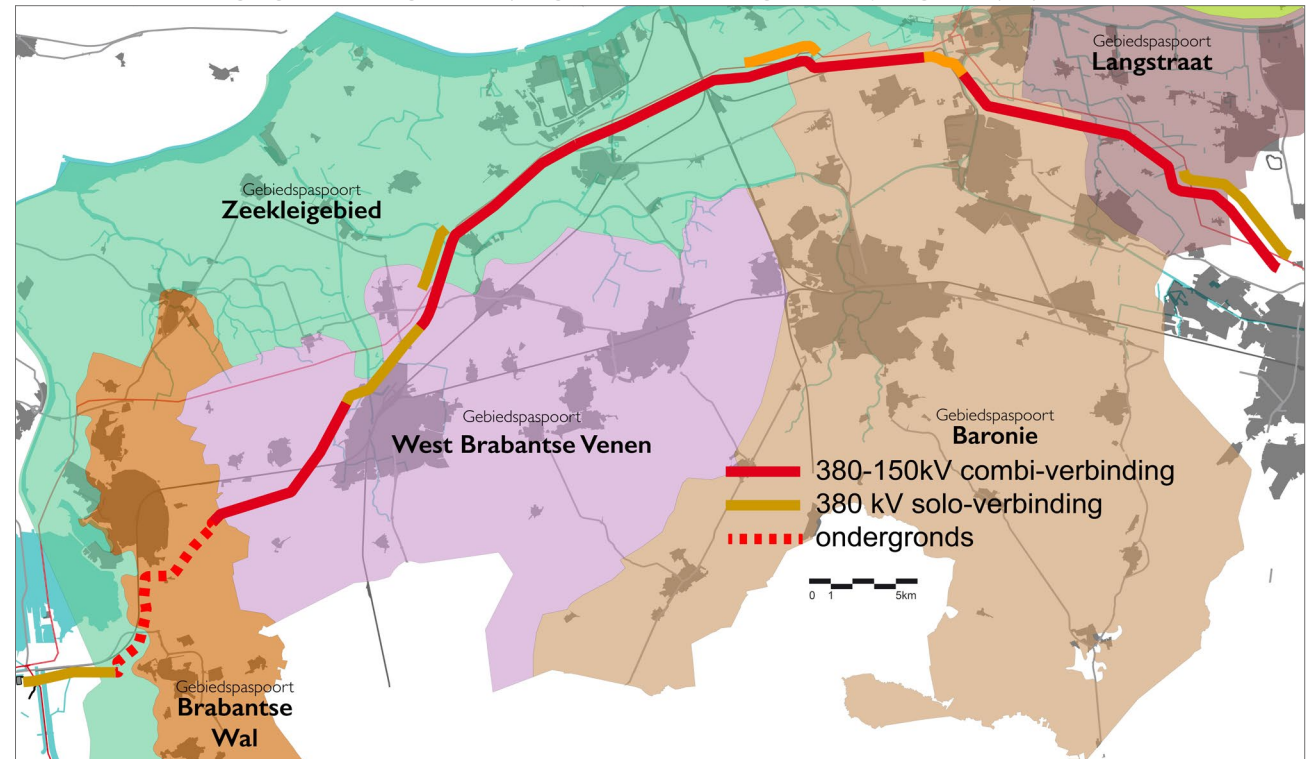 Gebiedspaspoort
Langstraat
Gebiedspaspoort
Zeekleigebied
Gebiedspaspoort
West Brabantse Venen
Gebiedspaspoort
Baronie
380-150kV combi-verbinding
380 kV solo-verbinding
ondergronds
0 1 5km
Gebiedspaspoort
Brabantse
Wal